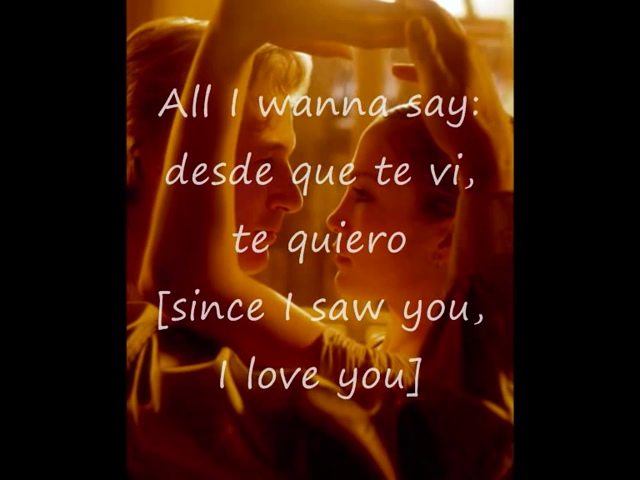 All I wanna say:
desde que te vi,
te quiero
[since I saw you,
I love you]